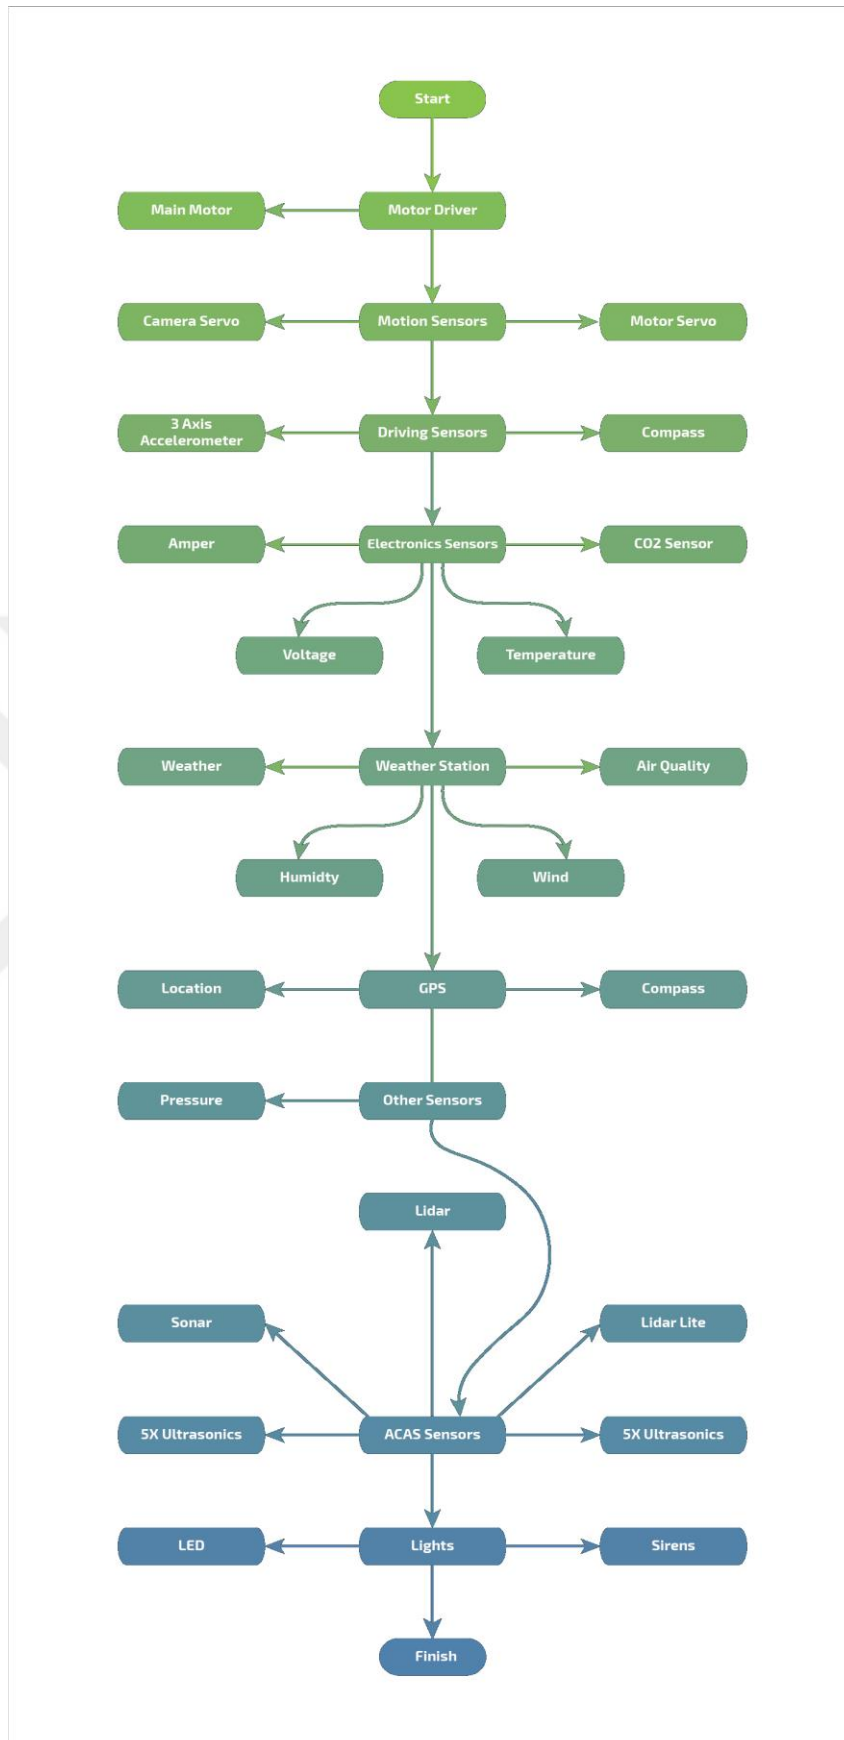 Start
Main Motor
Motor Driver
Camera Servo
Motion Sensors
Motor Servo
3 Axis
Accelerometer
Driving Sensors
Compass
Amper
Electronics Sensors
CO2 Sensor
Voltage
Temperature
Weather
Weather Station
Air Quality
Humidty
Wind
Location
GPS
Compass
Pressure
Other Sensors
Lidar
Sonar
Lidar Lite
5X Ultrasonics
ACAS Sensors
5X Ultrasonics
LED
Lights
Sirens
Finish